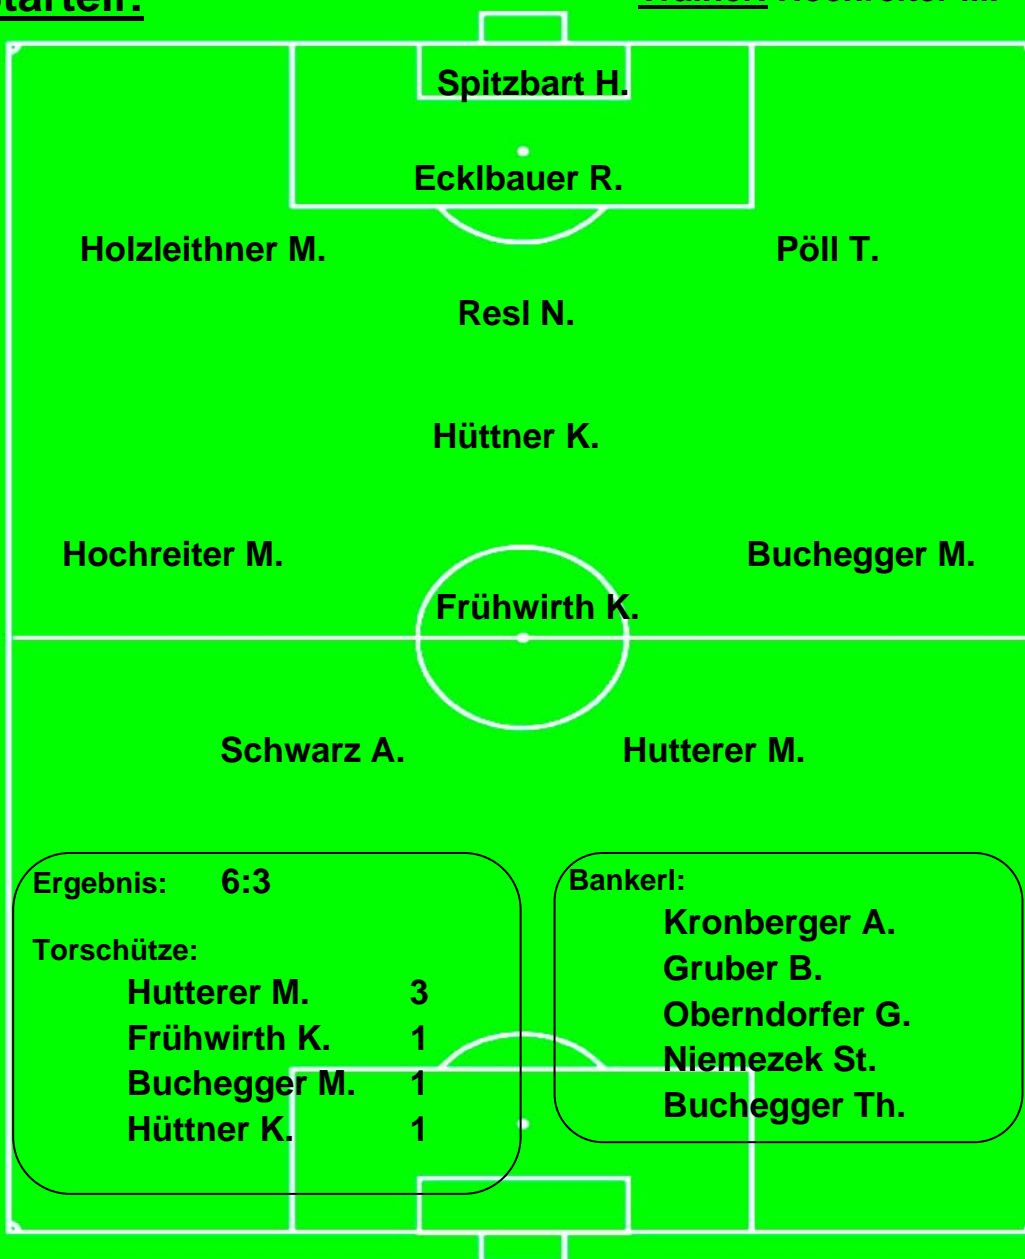 Spitzbart H.
Ecklbauer R.
Holzleithner M. Pöll T.
Resl N.
Hüttner K.
Hochreiter M. Buchegger M.
Frühwirth K.
Schwarz A. Hutterer M.
Ergebnis: 6:3
Torschütze:
Hutterer M. 3
Frühwirth K. 1
Buchegger M. 1
Hüttner K. 1
Bankerl:
Kronberger A.
Gruber B.
Oberndorfer G.
Niemezek St.
Buchegger Th.